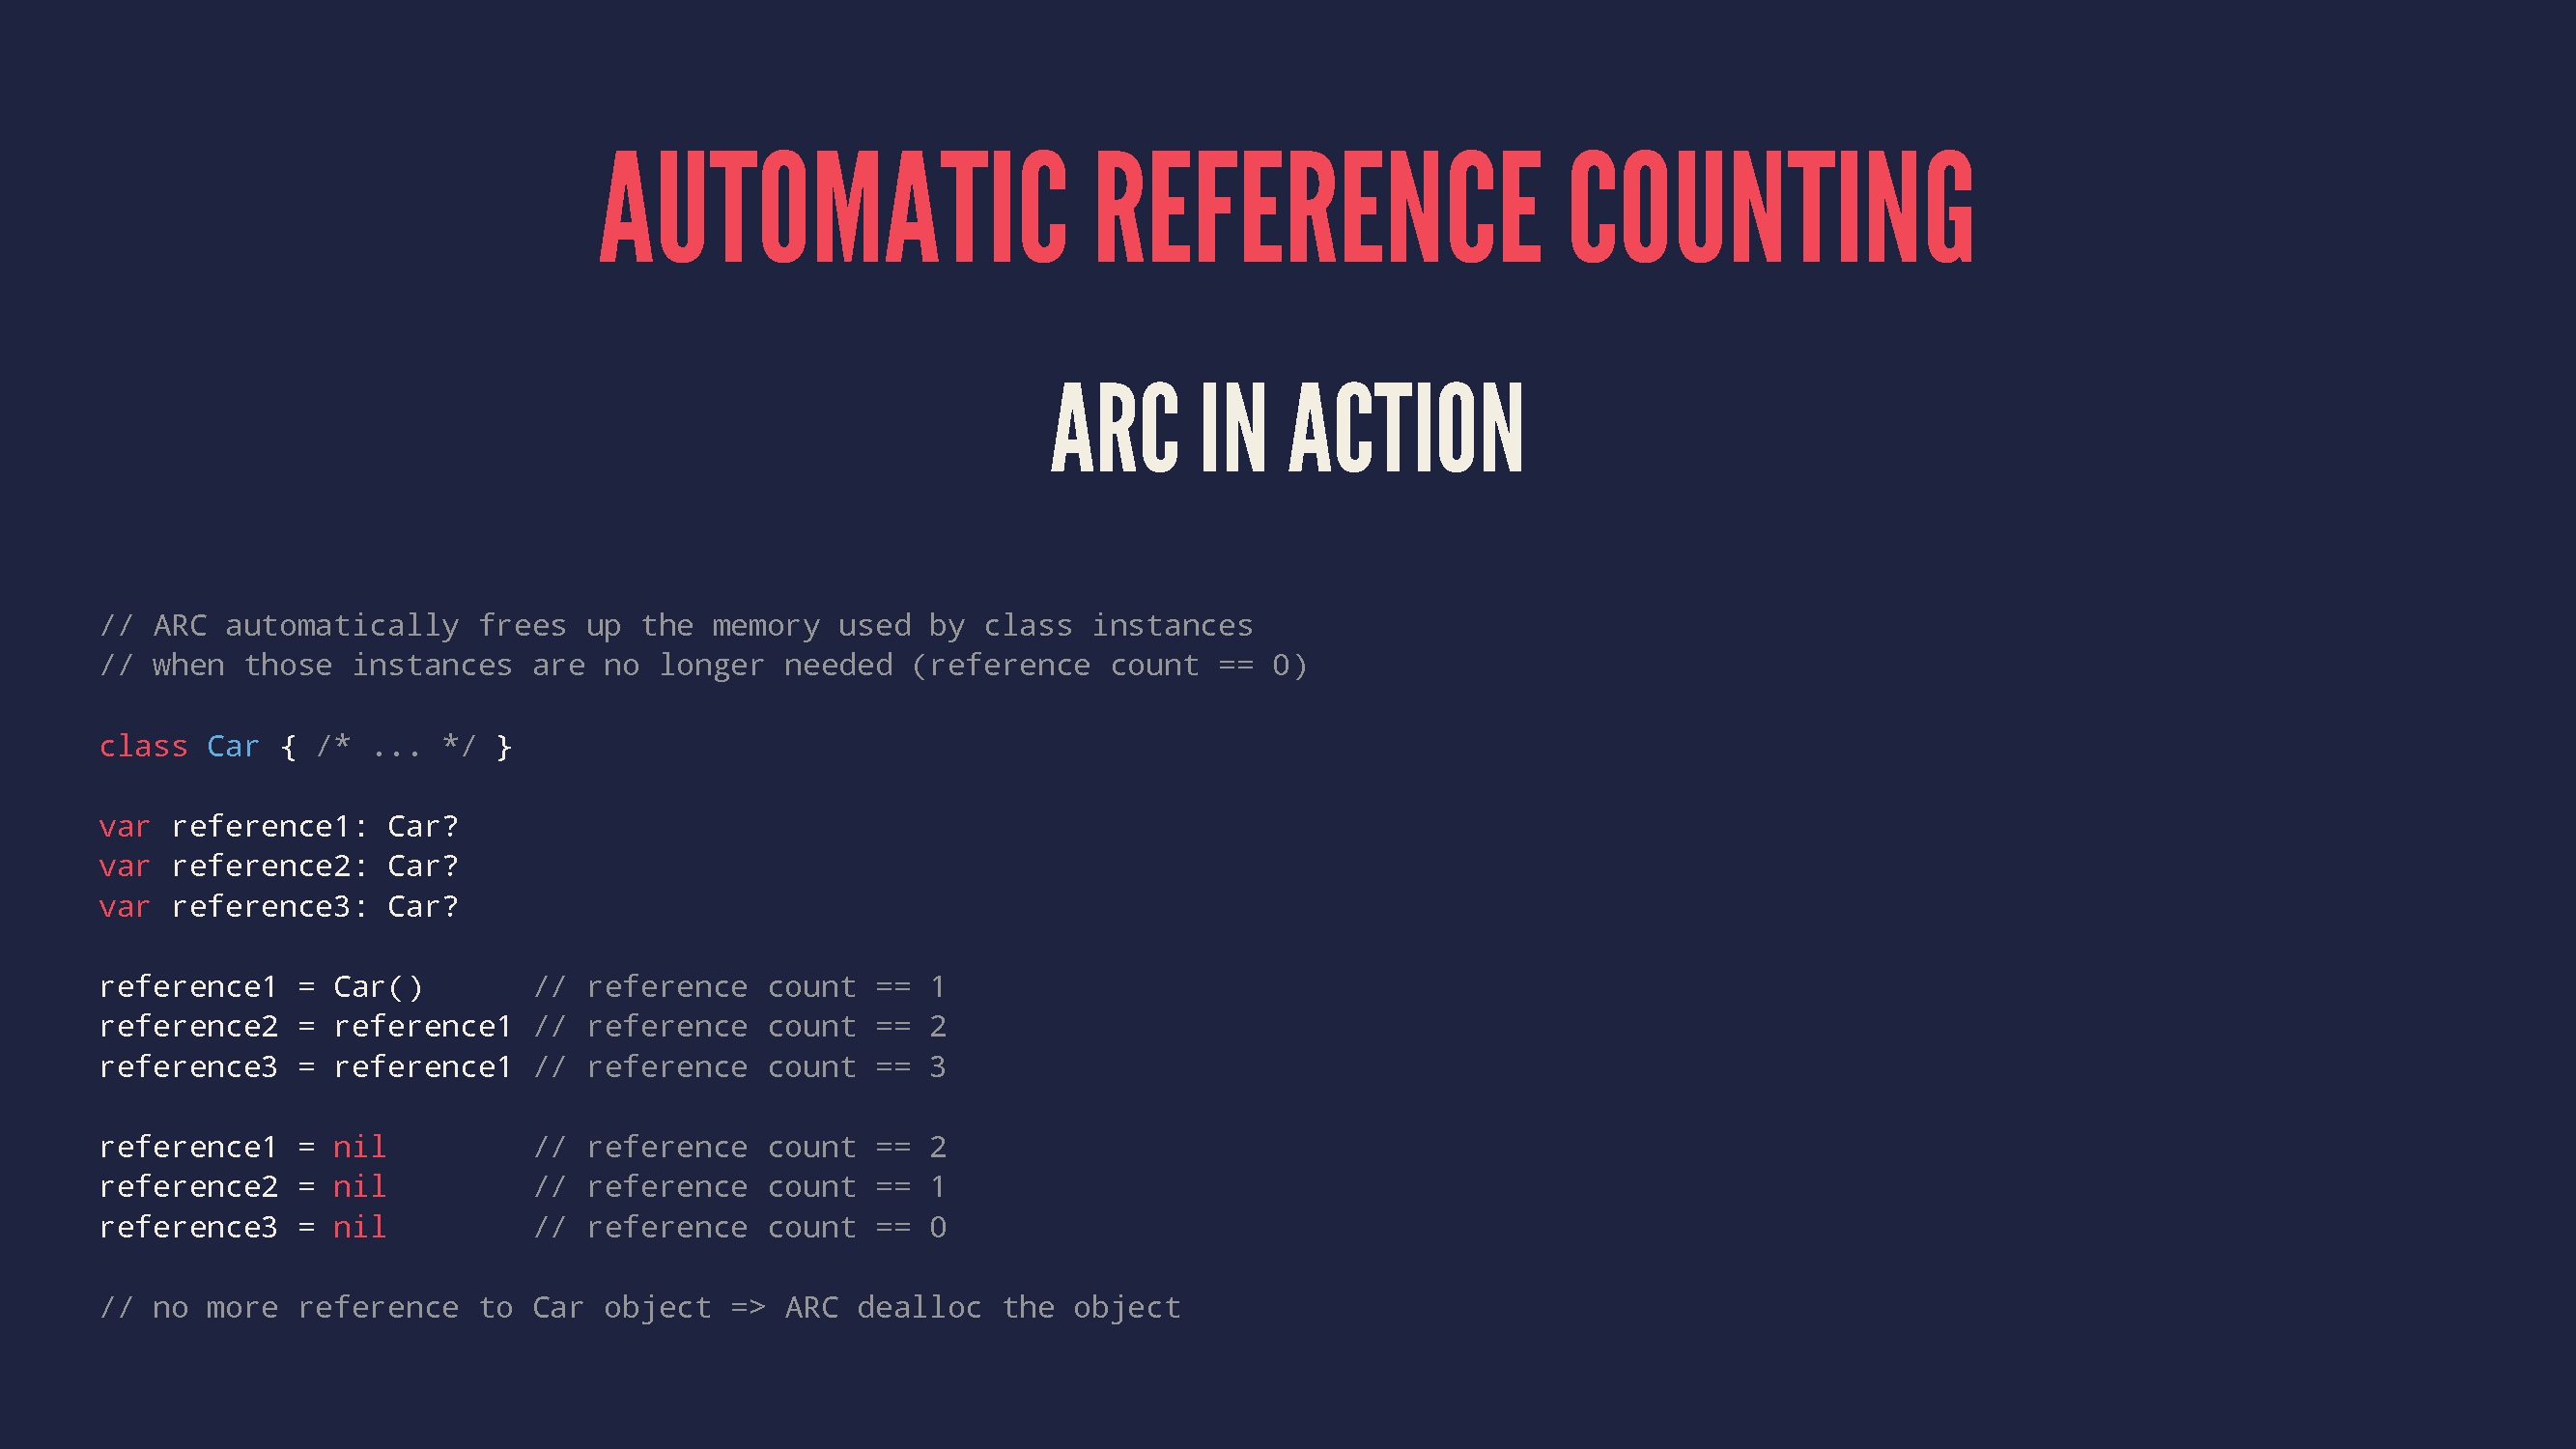 AUTOMATIC REFERENCE COUNTING
ARC IN ACTION
// ARC automatically frees up the memory used by class instances
// when those instances are no longer needed (reference count == 0)
class Car { /* ... */ }
var reference1: Car?
var reference2: Car?
var reference3: Car?
reference1 = Car()      // reference count == 1
reference2 = reference1 // reference count == 2
reference3 = reference1 // reference count == 3
reference1 = nil        // reference count == 2
reference2 = nil        // reference count == 1
reference3 = nil        // reference count == 0
// no more reference to Car object => ARC dealloc the object